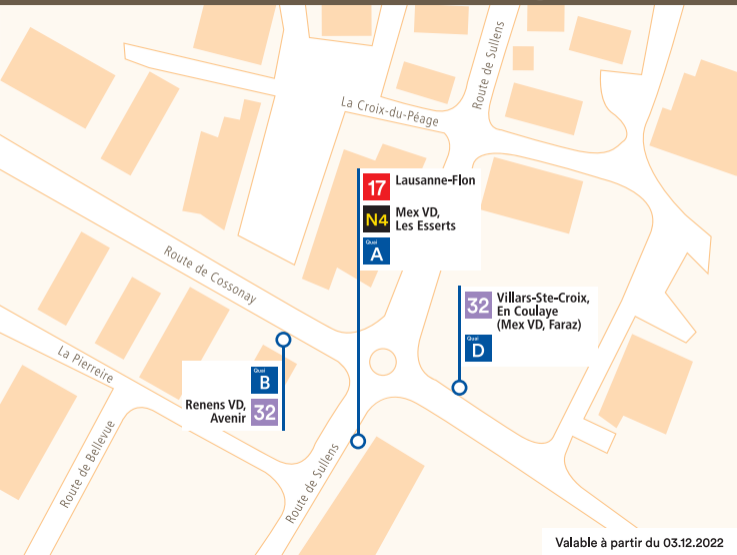 Route de Sullens
La Croix-du-Péage
17 Lausanne-Flon
N4 Mex VD,
Les Esserts
Quai
A
Route de Cossonay
32 Villars-Ste-Croix,
En Coulaye
(Mex VD, Faraz)
Quai
D
La Pierreire
Quai
B
Renens VD,
Avenir 32
Route de Bellevue
Route de Sullens
Valable à partir du 03.12.2022